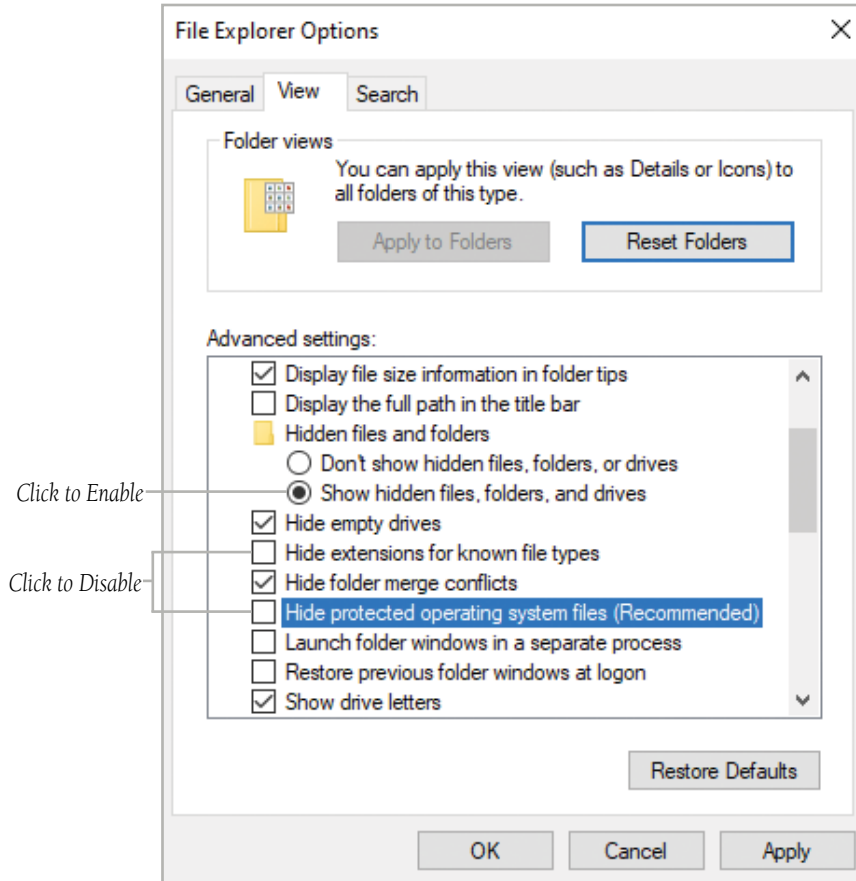 File Explorer Options
General View Search
Folder views
You can apply this view (such as Details or Icons) to
all folders of this type.
Apply to Folders Reset Folders
Advanced settings:
Display file size information in folder tips
Display the full path in the title bar
Hidden files and folders
Don't show hidden files, folders, or drives
Click to Enable
Show hidden files, folders, and drives
Hide empty drives
Hide extensions for known file types
Click to Disable
Hide folder merge conflicts
Hide protected operating system files (Recommended)
Launch folder windows in a separate process
Restore previous folder windows at logon
Show drive letters
Restore Defaults
OK Cancel Apply